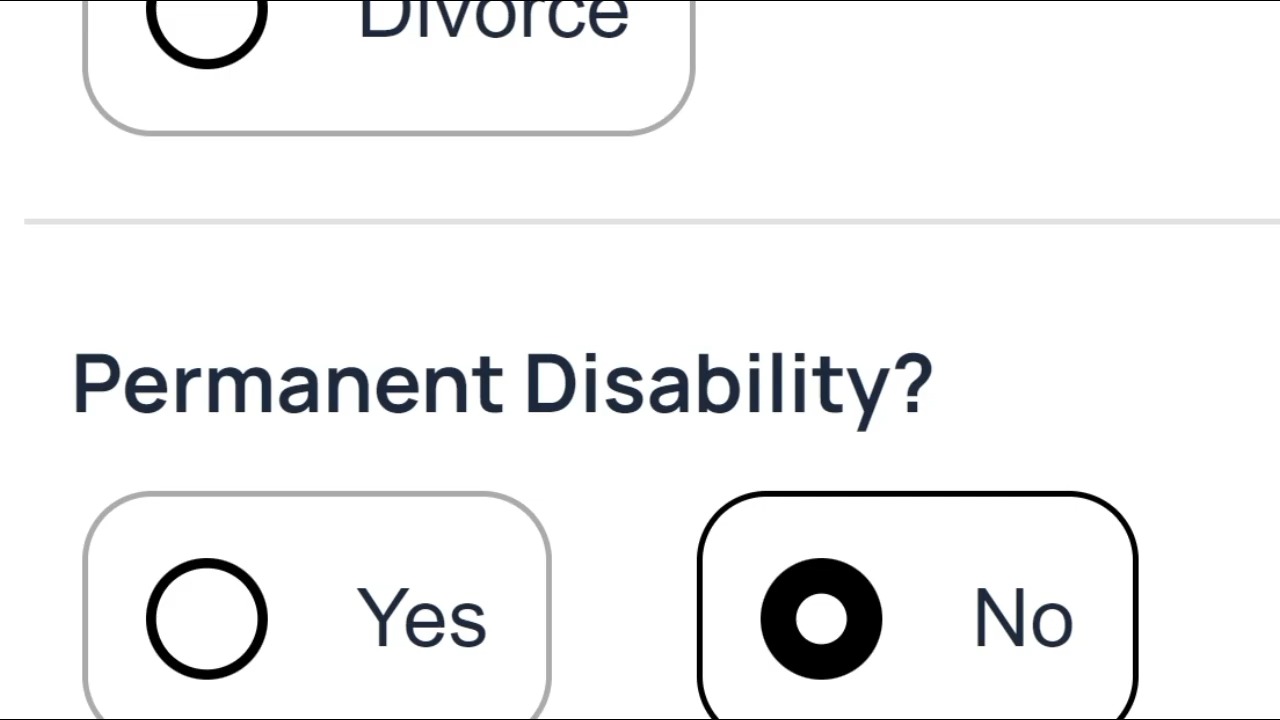 Divorce
Permanent Disability?
Yes
No